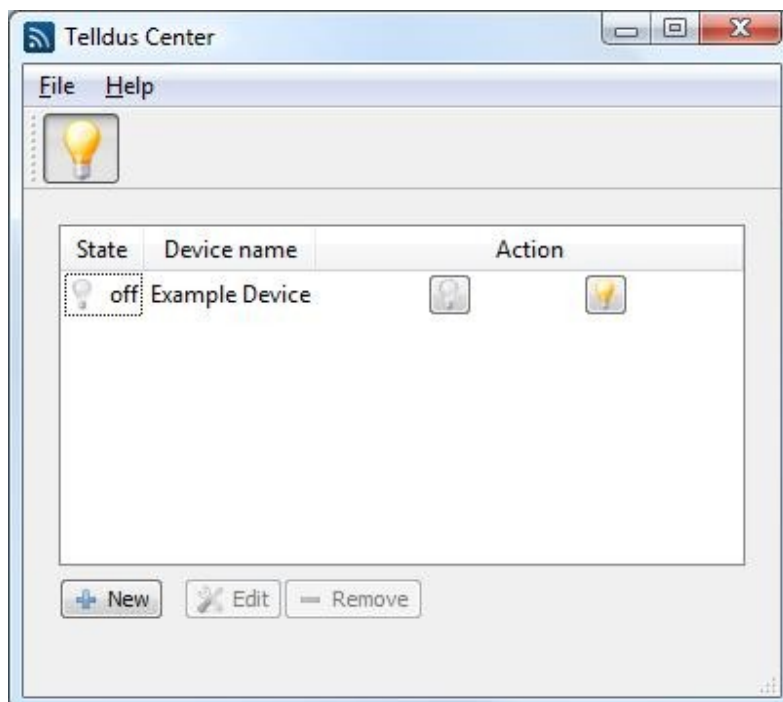 Telldus Center
File Help
State Device name Action
off Example Device
New Edit Remove